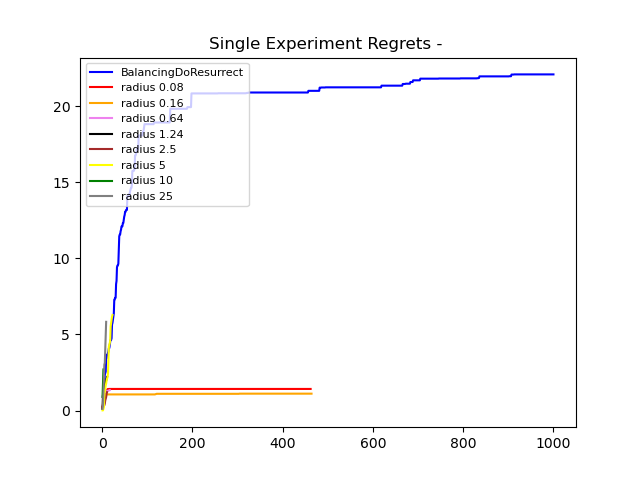 Single Experiment Regrets -
BalancingDoResurrect
radius 0.08
radius 0.16
radius 0.64
radius 1.24
radius 2.5
radius 5
radius 10
radius 25
20
15
10
5
0
0 200 400 600 800 1000